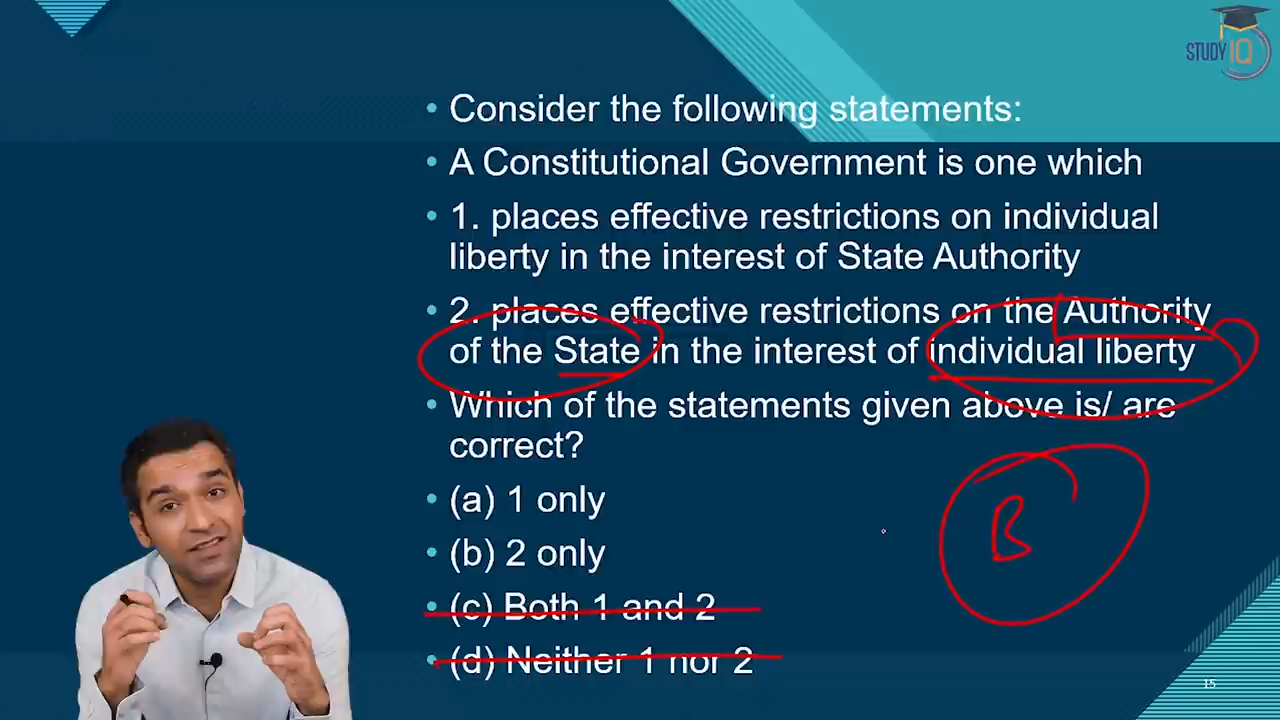 STUDY IQ
• Consider the following statements:
• A Constitutional Government is one which
• 1. places effective restrictions on individual
liberty in the interest of State Authority
• 2. places effective restrictions on the Authority
of the State in the interest of individual liberty
• Which of the statements given above is/ are
correct?
• (a) 1 only
• (b) 2 only
B
• (c) Both 1 and 2
• (d) Neither 1 nor 2
15